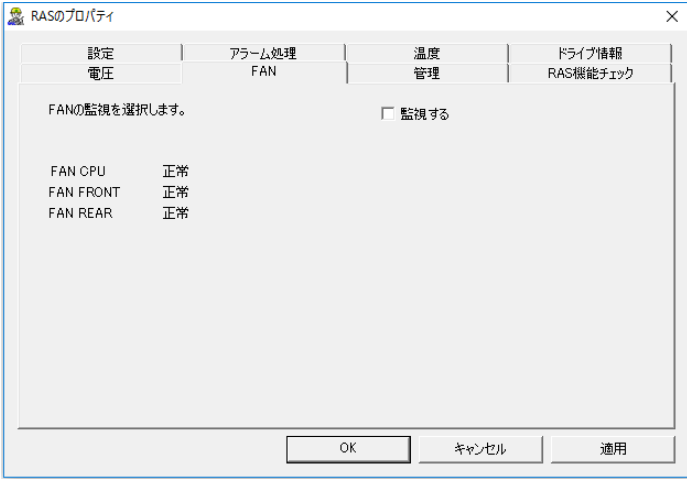 RASのプロパティ
設定 アラーム処理 温度 ドライブ情報
電圧 FAN 管理 RAS機能チェック
FANの監視を選択します。 監視する
FAN CPU 正常
FAN FRONT 正常
FAN REAR 正常
OK キャンセル 適用